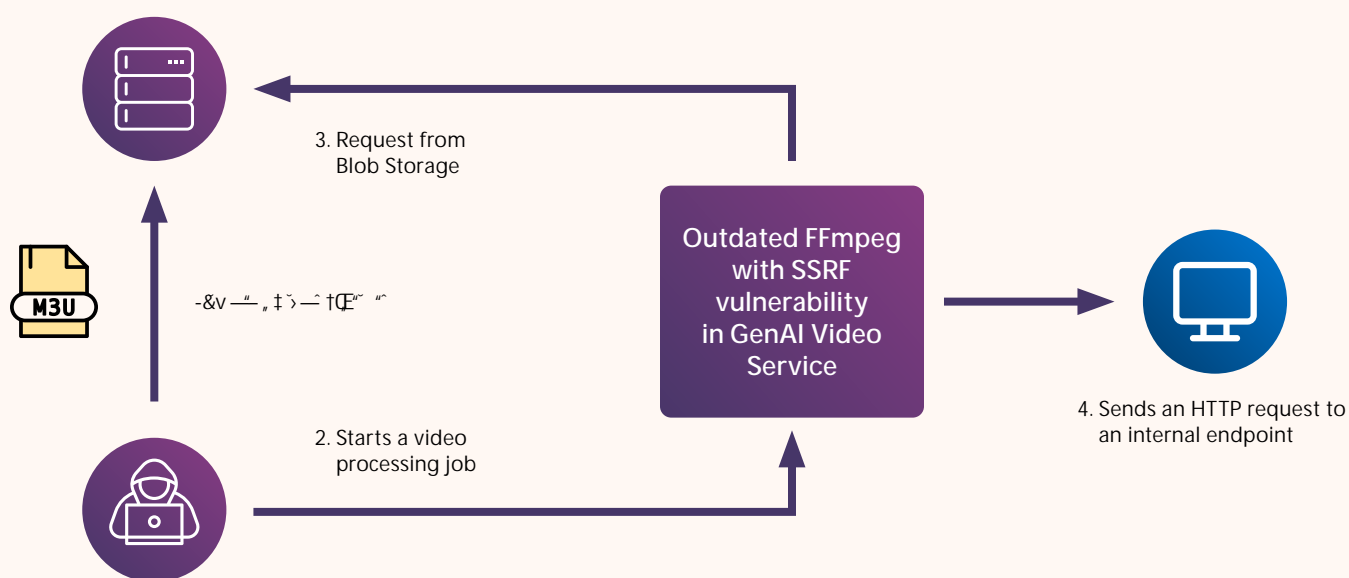 3. Request from
Blob Storage
M3U
Outdated FFmpeg
with SSRF
vulnerability
in GenAI Video
Service
2. Starts a video
processing job
4. Sends an HTTP request to
an internal endpoint